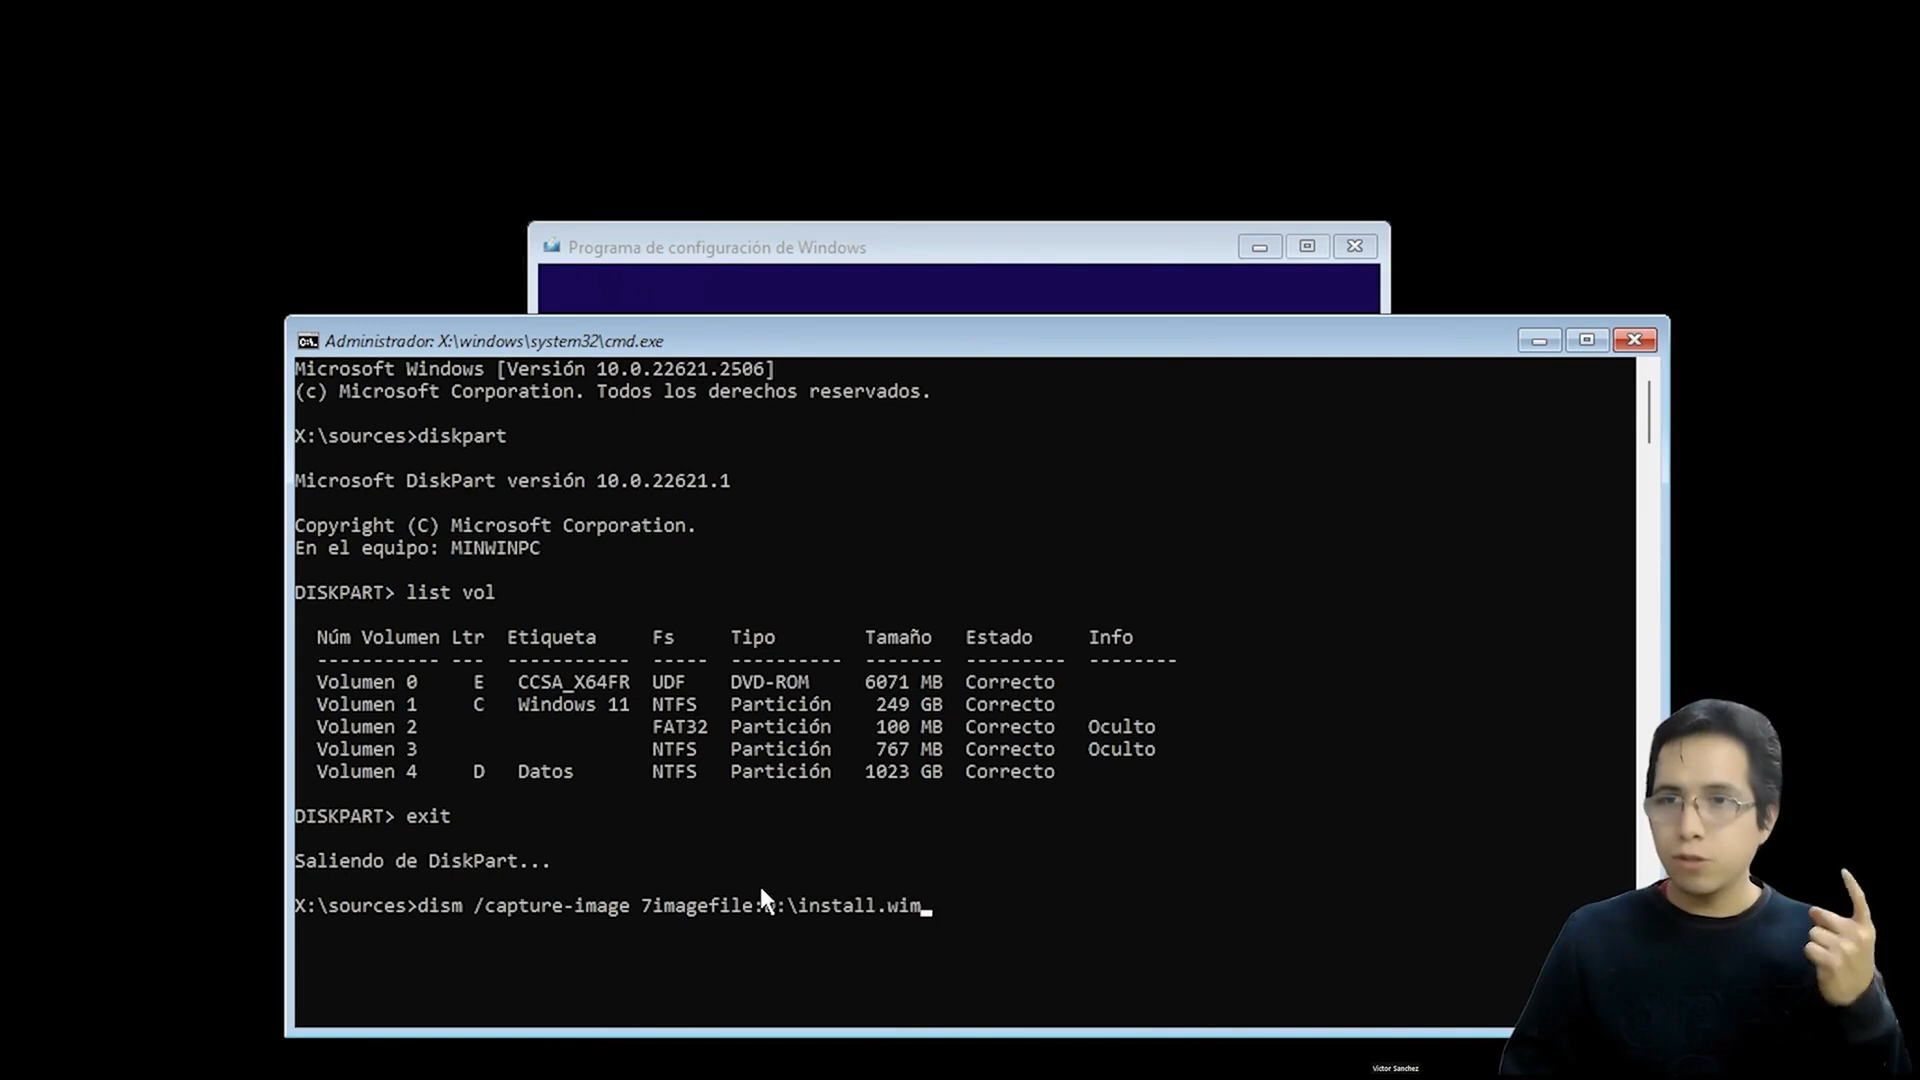 Programa de configuración de Windows
Administrador: X:\windows\system32\cmd.exe
Microsoft Windows [Versión 10.0.22621.2506]
(c) Microsoft Corporation. Todos los derechos reservados.
X:\sources>diskpart
Microsoft DiskPart versión 10.0.22621.1
Copyright (C) Microsoft Corporation.
En el equipo: MINWINPC
DISKPART> list vol
Núm Volumen Ltr Etiqueta Fs Tipo Tamaño Estado Info
----------- --- ----------- ----- ---------- ------- --------- --------
Volumen 0 E CCSA_X64FR UDF DVD-ROM 6071 MB Correcto
Volumen 1 C Windows 11 NTFS Partición 249 GB Correcto
Volumen 2 FAT32 Partición 100 MB Correcto Oculto
Volumen 3 NTFS Partición 767 MB Correcto Oculto
Volumen 4 D Datos NTFS Partición 1023 GB Correcto
DISKPART> exit
Saliendo de DiskPart...
X:\sources>dism /capture-image 7imagefile: :\install.wim
Victor Sanchez